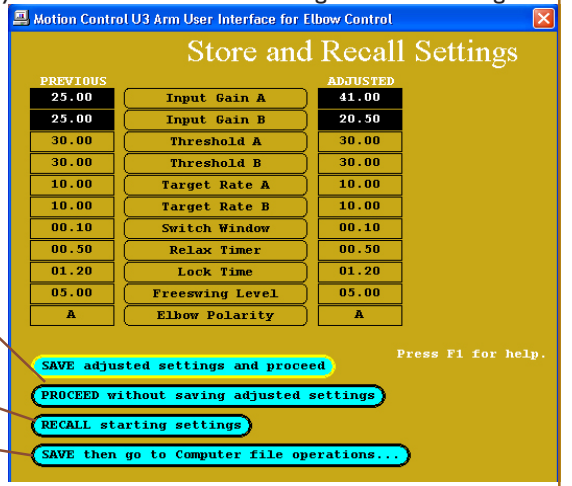 Motion Control U3 Arm User Interface for Elbow Control
Store and Recall Settings
PREVIOUS ADJUSTED
25.00 Input Gain A 41.00
25.00 Input Gain B 20.50
30.00 Threshold A 30.00
30.00 Threshold B 30.00
10.00 Target Rate A 10.00
10.00 Target Rate B 10.00
00.10 Switch Window 00.10
00.50 Relax Timer 00.50
01.20 Lock Time 01.20
05.00 Freeswing Level 05.00
A Elbow Polarity A
Press F1 for help.
SAVE adjusted settings and proceed
PROCEED without saving adjusted settings
RECALL starting settings
SAVE then go to Computer file operations...